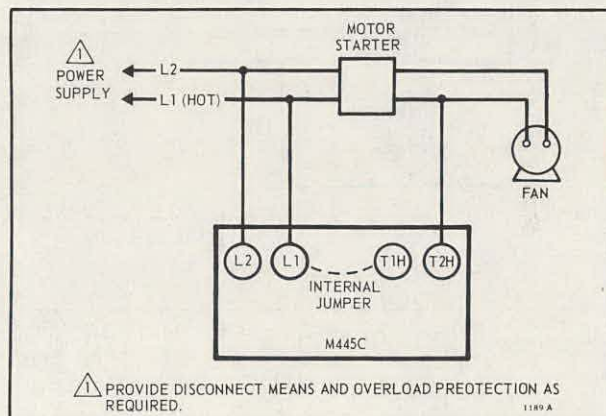 MOTOR
STARTER
1
POWER
SUPPLY
L2
L1 (HOT)
FAN
L2
L1
T1H
T2H
INTERNAL
JUMPER
M445C
1 PROVIDE DISCONNECT MEANS AND OVERLOAD PREOTECTION AS
REQUIRED.
1189 A